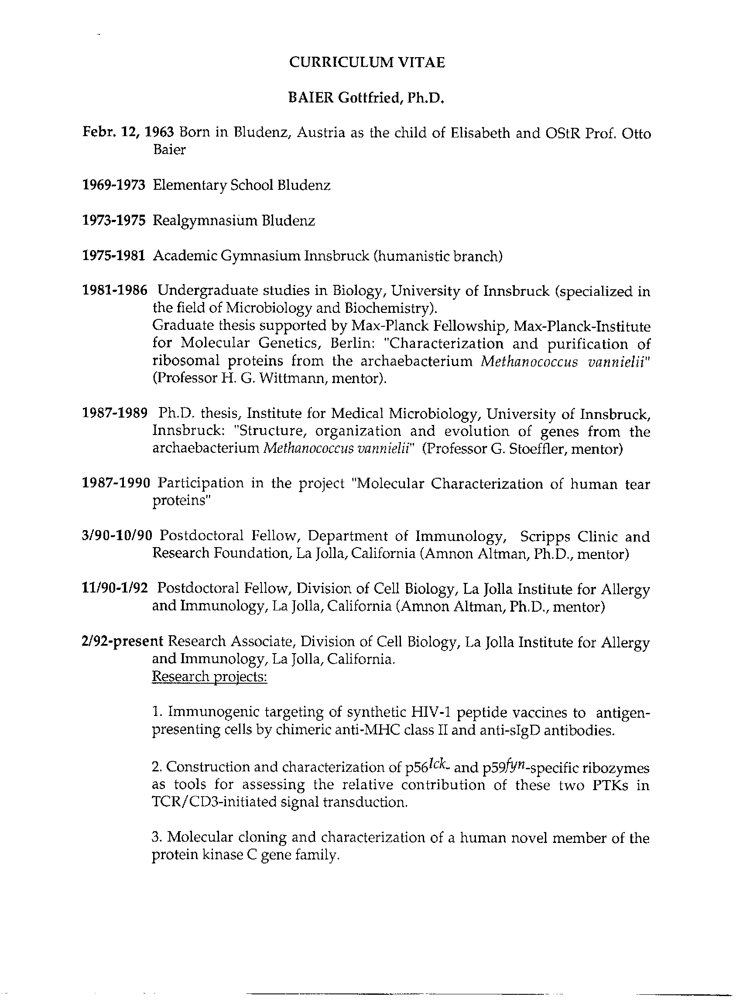 CURRICULUM VITAE
BAIER Gottfried, Ph.D.
Febr. 12, 1963 Born in Bludenz, Austria as the child of Elisabeth and OStR Prof. Otto
Baier
1969-1973 Elementary School Bludenz
1973-1975 Realgymnasium Bludenz
1975-1981 Academic Gymnasium Innsbruck (humanistic branch)
1981-1986 Undergraduate studies in Biology, University of Innsbruck (specialized in
the field of Microbiology and Biochemistry).
Graduate thesis supported by Max-Planck Fellowship, Max-Planck-Institute
for Molecular Genetics, Berlin: "Characterization and purification of
ribosomal proteins from the archaebacterium Methanococcus vannielii"
(Professor H. G. Wittmann, mentor).
1987-1989 Ph.D. thesis, Institute for Medical Microbiology, University of Innsbruck,
Innsbruck: "Structure, organization and evolution of genes from the
archaebacterium Methanococcus vannielii" (Professor G. Stoeffler, mentor)
1987-1990 Participation in the project "Molecular Characterization of human tear
proteins"
3/90-10/90 Postdoctoral Fellow, Department of Immunology, Scripps Clinic and
Research Foundation, La Jolla, California (Amnon Altman, Ph.D., mentor)
11/90-1/92 Postdoctoral Fellow, Division of Cell Biology, La Jolla Institute for Allergy
and Immunology, La Jolla, California (Amnon Altman, Ph.D., mentor)
2/92-present Research Associate, Division of Cell Biology, La Jolla Institute for Allergy
and Immunology, La Jolla, California.
Research projects:
1. Immunogenic targeting of synthetic HIV-1 peptide vaccines to antigen-
presenting cells by chimeric anti-MHC class II and anti-sIgD antibodies.
2. Construction and characterization of p56lck- and p59fyn-specific ribozymes
as tools for assessing the relative contribution of these two PTKs in
TCR/CD3-initiated signal transduction.
3. Molecular cloning and characterization of a human novel member of the
protein kinase C gene family.